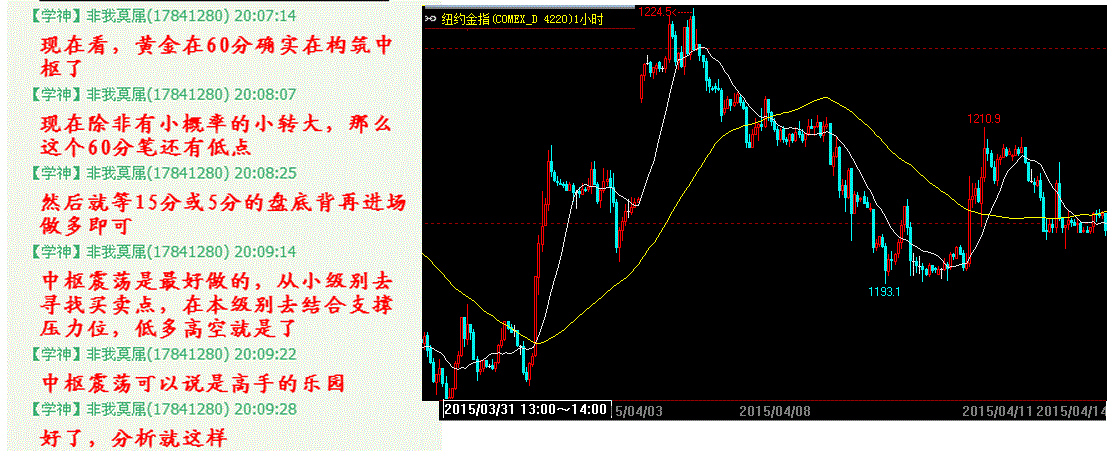 【学神】非我莫属(17841280) 20:07:14
现在看，黄金在60分确实在构筑中
枢了
【学神】非我莫属(17841280) 20:08:07
现在除非有小概率的小转大，那么
这个60分笔还有低点
【学神】非我莫属(17841280) 20:08:25
然后就等15分或5分的盘底背再进场
做多即可
【学神】非我莫属(17841280) 20:09:14
中枢震荡是最好做的，从小级别去
寻找买卖点，在本级别去结合支撑
压力位，低多高空就是了
【学神】非我莫属(17841280) 20:09:22
中枢震荡可以说是高手的乐园
【学神】非我莫属(17841280) 20:09:28
好了，分析就这样
纽约金指(COMEX_D 4220)1小时
1224.5
1210.9
1193.1
2015/03/31 13:00～14:00
5/04/03
2015/04/08
2015/04/11
2015/04/14